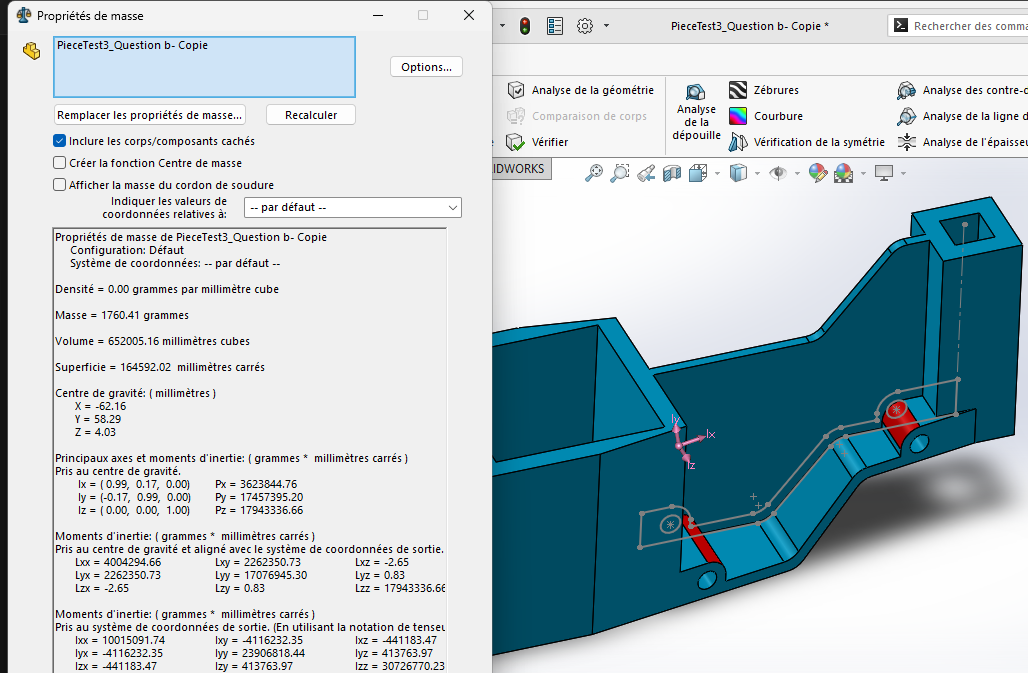 Propriétés de masse
PieceTest3_Question b- Copie *
Rechercher des comma
PieceTest3_Question b- Copie
Options...
Remplacer les propriétés de masse...
Recalculer
Inclure les corps/composants cachés
Créer la fonction Centre de masse
Afficher la masse du cordon de soudure
Indiquer les valeurs de
coordonnées relatives à:
-- par défaut --
Analyse de la géométrie
Comparaison de corps
Vérifier
Analyse
de la
dépouille
Zébrures
Courbure
Vérification de la symétrie
Analyse des contre-d
Analyse de la ligne d
Analyse de l'épaisseu
IDWORKS
Propriétés de masse de PieceTest3_Question b- Copie
Configuration: Défaut
Système de coordonnées: -- par défaut --
Densité = 0.00 grammes par millimètre cube
Masse = 1760.41 grammes
Volume = 652005.16 millimètres cubes
Superficie = 164592.02 millimètres carrés
Centre de gravité: ( millimètres )
X = -62.16
Y = 58.29
Z = 4.03
Principaux axes et moments d'inertie: ( grammes * millimètres carrés )
Pris au centre de gravité.
Ix = ( 0.99, 0.17, 0.00) Px = 3623844.76
Iy = (-0.17, 0.99, 0.00) Py = 17457395.20
Iz = ( 0.00, 0.00, 1.00) Pz = 17943336.66
Moments d'inertie: ( grammes * millimètres carrés )
Pris au centre de gravité et aligné avec le système de coordonnées de sortie.
Lxx = 4004294.66 Lxy = 2262350.73 Lxz = -2.65
Lyx = 2262350.73 Lyy = 17076945.30 Lyz = 0.83
Lzx = -2.65 Lzy = 0.83 Lzz = 17943336.66
Moments d'inertie: ( grammes * millimètres carrés )
Pris au système de coordonnées de sortie. (En utilisant la notation de tenseu
Ixx = 10015091.74 Ixy = -4116232.35 Ixz = -441183.47
Iyx = -4116232.35 Iyy = 23906818.44 Iyz = 413763.97
Izx = -441183.47 Izy = 413763.97 Izz = 30726770.23
Iy
Ix
Iz